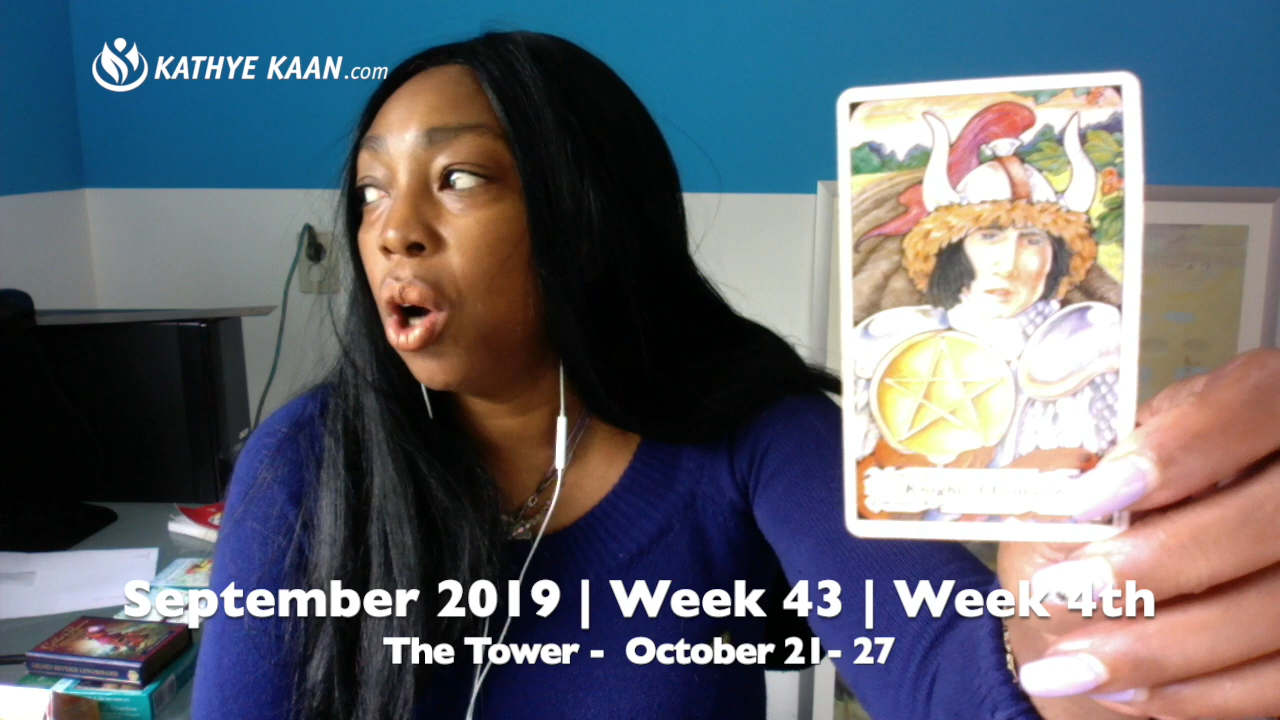 KATHYE KAAN.com
September 2019 | Week 43 | Week 4th
The Tower - October 21- 27